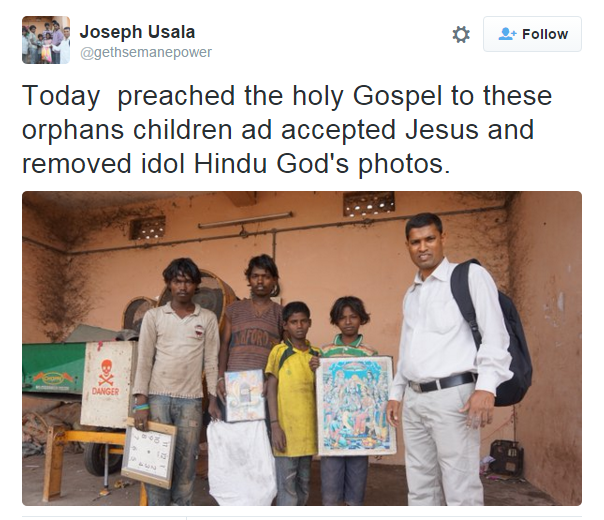 Joseph Usala
@gethsemanepower
Follow
Today  preached the holy Gospel to these
orphans children ad accepted Jesus and
removed idol Hindu God's photos.
DANGER